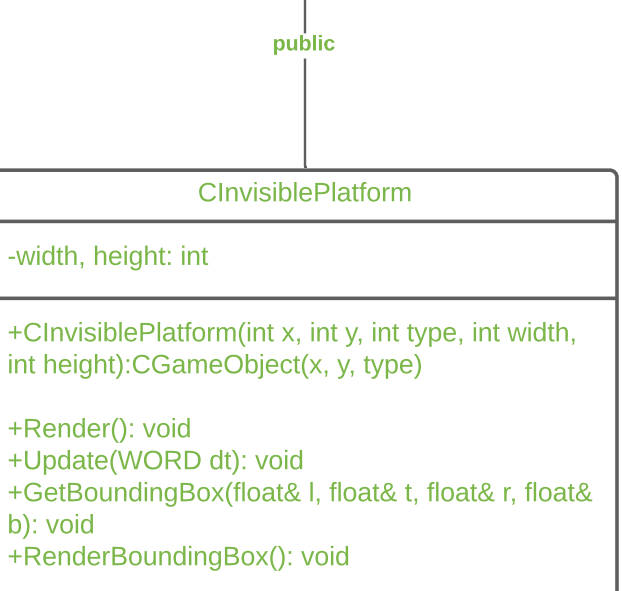 public
CInvisiblePlatform
-width, height: int
+CInvisiblePlatform(int x, int y, int type, int width,
int height):CGameObject(x, y, type)
+Render(): void
+Update(WORD dt): void
+GetBoundingBox(float& l, float& t, float& r, float&
b): void
+RenderBoundingBox(): void